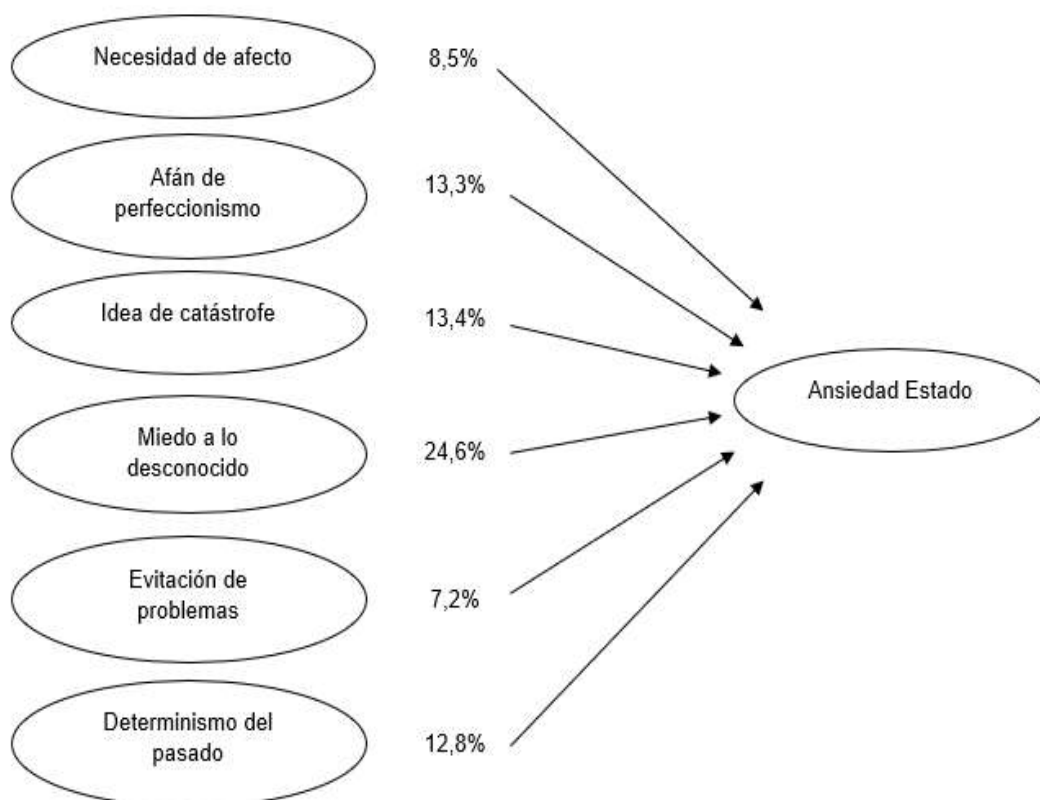 Necesidad de afecto
8,5%
Afán de
perfeccionismo
13,3%
Idea de catástrofe
13,4%
Ansiedad Estado
Miedo a lo
desconocido
24,6%
Evitación de
problemas
7,2%
Determinismo del
pasado
12,8%